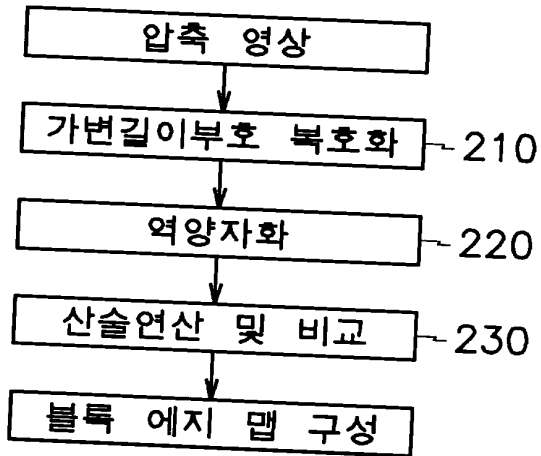 압축 영상
가변길이부호 복호화 210
역양자화 220
산술연산 및 비교 230
블록 에지 맵 구성